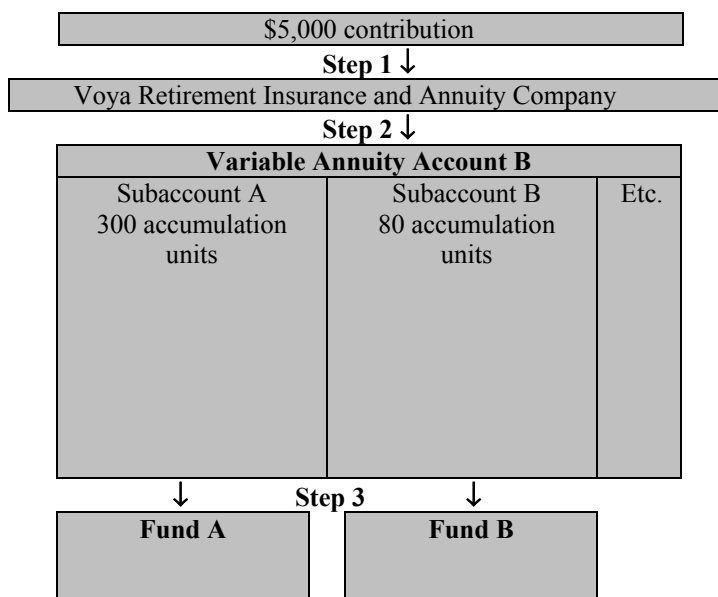 $5,000 contribution
Step 1 ↓
Voya Retirement Insurance and Annuity Company
Step 2 ↓
Variable Annuity Account B
Subaccount A
300 accumulation
units
Subaccount B
80 accumulation
units
Etc.
↓ Step 3 ↓
Fund A
Fund B